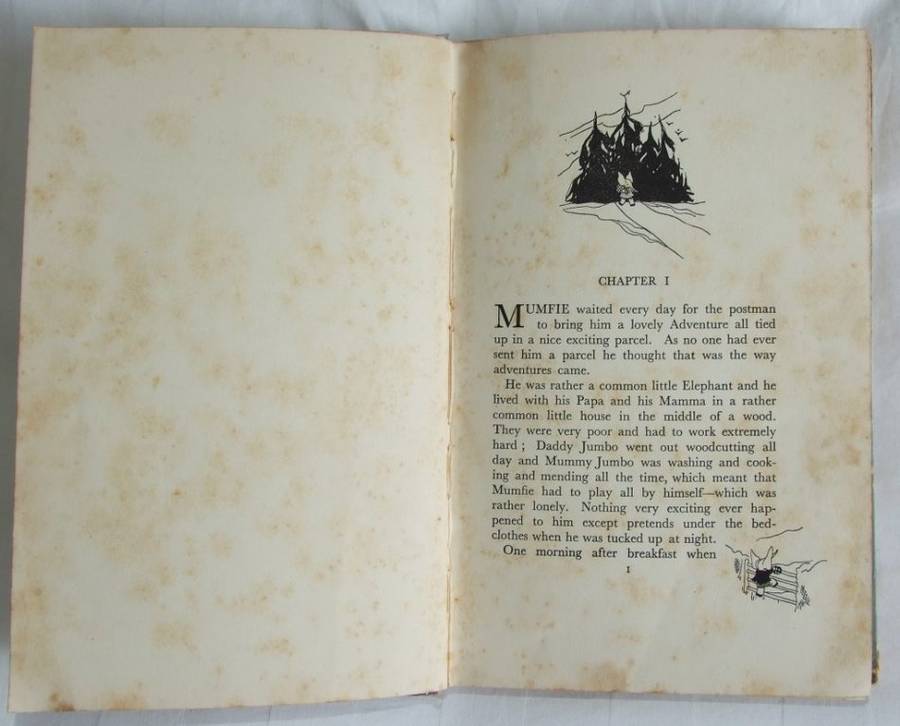 CHAPTER I
MUMFIE waited every day for the postman
to bring him a lovely Adventure all tied
up in a nice exciting parcel. As no one had ever
sent him a parcel he thought that was the way
adventures came.
He was rather a common little Elephant and he
lived with his Papa and his Mamma in a rather
common little house in the middle of a wood.
They were very poor and had to work extremely
hard ; Daddy Jumbo went out woodcutting all
day and Mummy Jumbo was washing and cook-
ing and mending all the time, which meant that
Mumfie had to play all by himself—which was
rather lonely. Nothing very exciting ever hap-
pened to him except pretends under the bed-
clothes when he was tucked up at night.
One morning after breakfast when
1